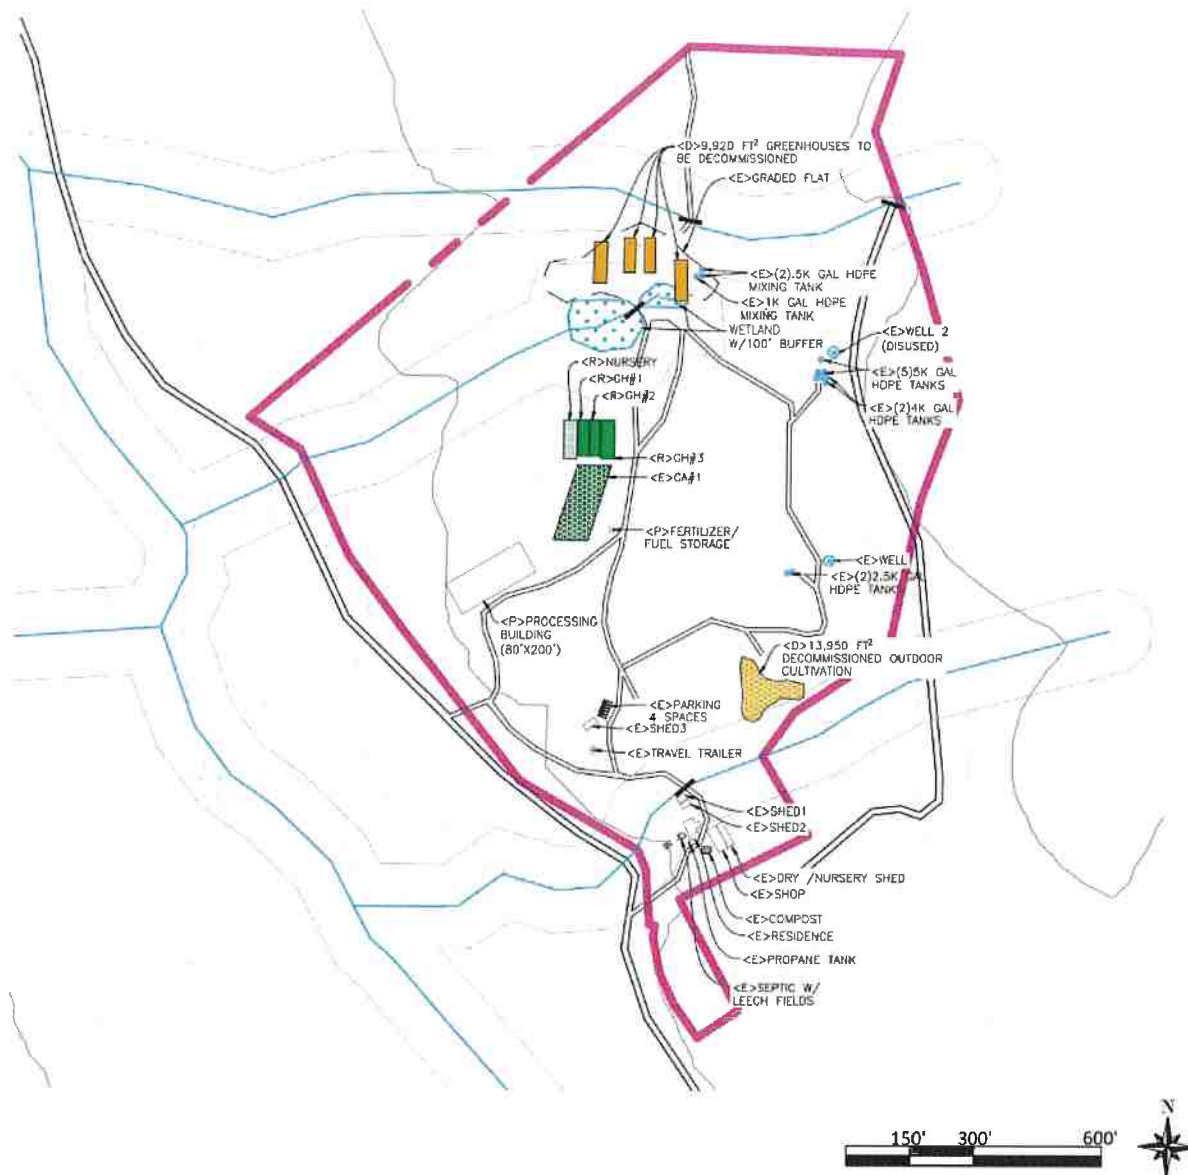 <D>9,920 FT² GREENHOUSES TO
BE DECOMMISSIONED
<E>GRADED FLAT
<E>(2).5K GAL HDPE
MIXING TANK
<E>1K GAL HDPE
MIXING TANK
WETLAND
W/100' BUFFER
<E>WELL 2
(DISUSED)
<E>(5)5K GAL
HDPE TANKS
<E>(2)4K GAL
HDPE TANKS
<R>NURSERY
<R>GH#1
<R>GH#2
<R>GH#3
<E>CA#1
<P>FERTILIZER/
FUEL STORAGE
<E>WELL
<E>(2)2.5K GAL
HDPE TANKS
<P>PROCESSING
BUILDING
(80'X200')
<D>13,950 FT²
DECOMMISSIONED OUTDOOR
CULTIVATION
<E>PARKING
4 SPACES
<E>SHED3
<E>TRAVEL TRAILER
<E>SHED1
<E>SHED2
<E>DRY /NURSERY SHED
<E>SHOP
<E>COMPOST
<E>RESIDENCE
<E>PROPANE TANK
<E>SEPTIC W/
LEECH FIELDS
N
150' 300' 600'